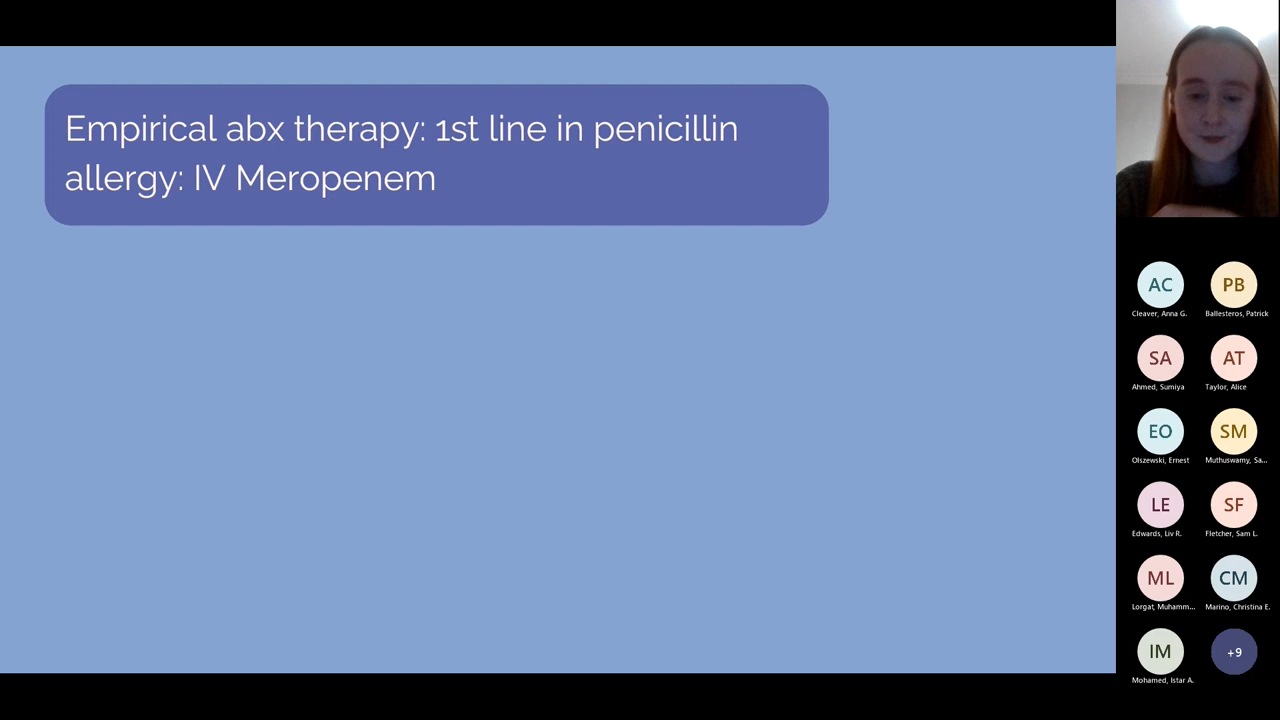 Empirical abx therapy: 1st line in penicillin
allergy: IV Meropenem
AC PB
Cleaver, Anna G. Ballesteros, Patrick
SA AT
Ahmed, Sumiya Taylor, Alice
EO SM
Olszewski, Ernest Muthuswamy, Sa...
LE SF
Edwards, Liv R. Fletcher, Sam L.
ML CM
Lorgat, Muhamm... Marino, Christina E.
IM +9
Mohamed, Istar A.